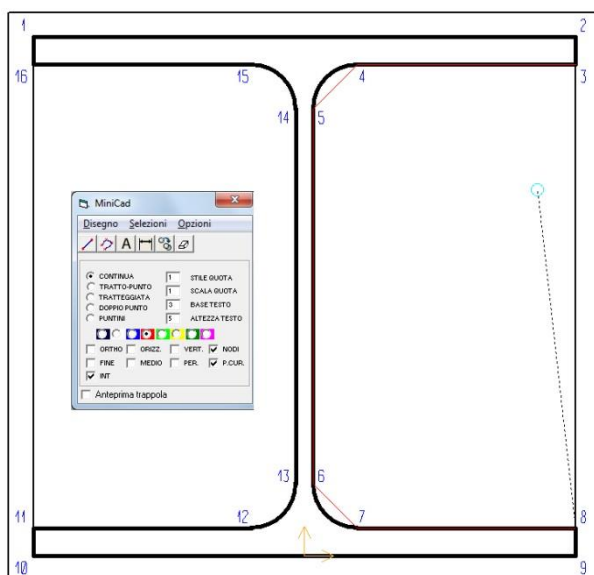 1 2
16 15 4 3
14 5
MiniCad
Disegno Selezioni Opzioni
A
CONTINUA 1 STILE QUOTA
TRATTO-PUNTO 1 SCALA QUOTA
TRATTEGGIATA 3 BASE TESTO
DOPPIO PUNTO 5 ALTEZZA TESTO
PUNTINI
ORTHO ORIZZ. VERT. NODI
FINE MEDIO PER. P.CUR.
INT
Anteprima trappola
13 6
11 12 7 8
10 9